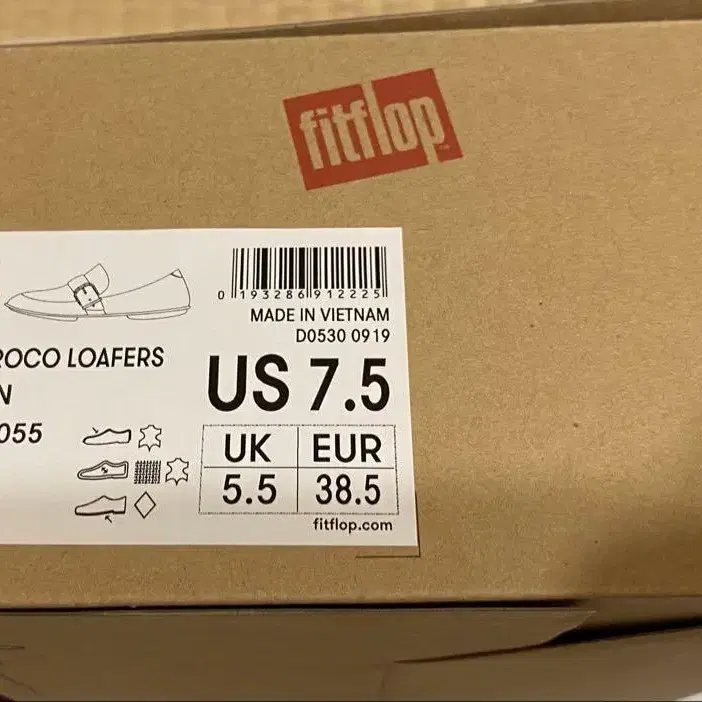 fitflop
0 193286 912225
MADE IN VIETNAM
D0530 0919
ROCO LOAFERS
US 7.5
N
055
UK EUR
5.5 38.5
fitflop.com